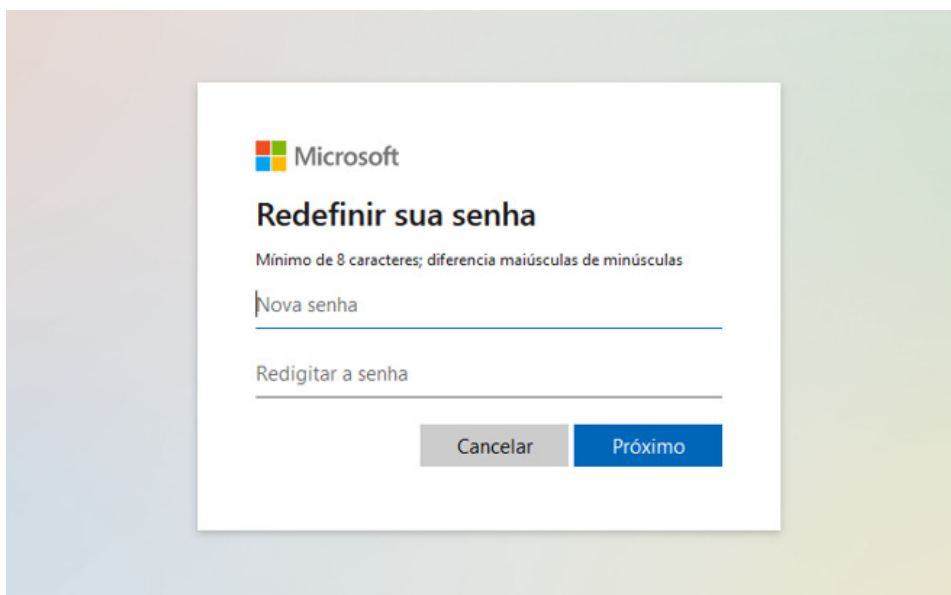 Microsoft
Redefinir sua senha
Mínimo de 8 caracteres; diferencia maiúsculas de minúsculas
Nova senha
Redigitar a senha
Cancelar
Próximo